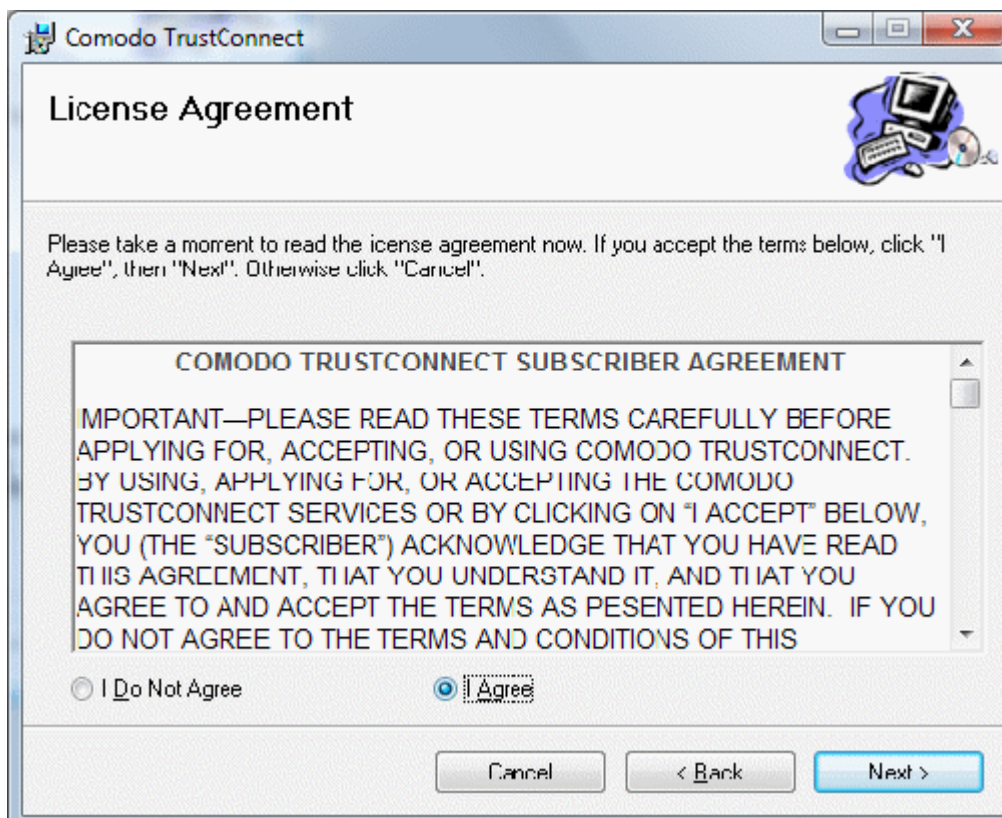 Comodo TrustConnect
License Agreement
Please take a moment to read the license agreement now. If you accept the terms below, click "I
Agree", then "Next". Otherwise click "Cancel".
COMODO TRUSTCONNECT SUBSCRIBER AGREEMENT
IMPORTANT—PLEASE READ THESE TERMS CAREFULLY BEFORE
APPLYING FOR, ACCEPTING, OR USING COMODO TRUSTCONNECT.
BY USING, APPLYING FOR, OR ACCEPTING THE COMODO
TRUSTCONNECT SERVICES OR BY CLICKING ON “I ACCEPT” BELOW,
YOU (THE “SUBSCRIBER”) ACKNOWLEDGE THAT YOU HAVE READ
THIS AGREEMENT, THAT YOU UNDERSTAND IT, AND THAT YOU
AGREE TO AND ACCEPT THE TERMS AS PESENTED HEREIN. IF YOU
DO NOT AGREE TO THE TERMS AND CONDITIONS OF THIS
I Do Not Agree
I Agree
Cancel
< Back
Next >